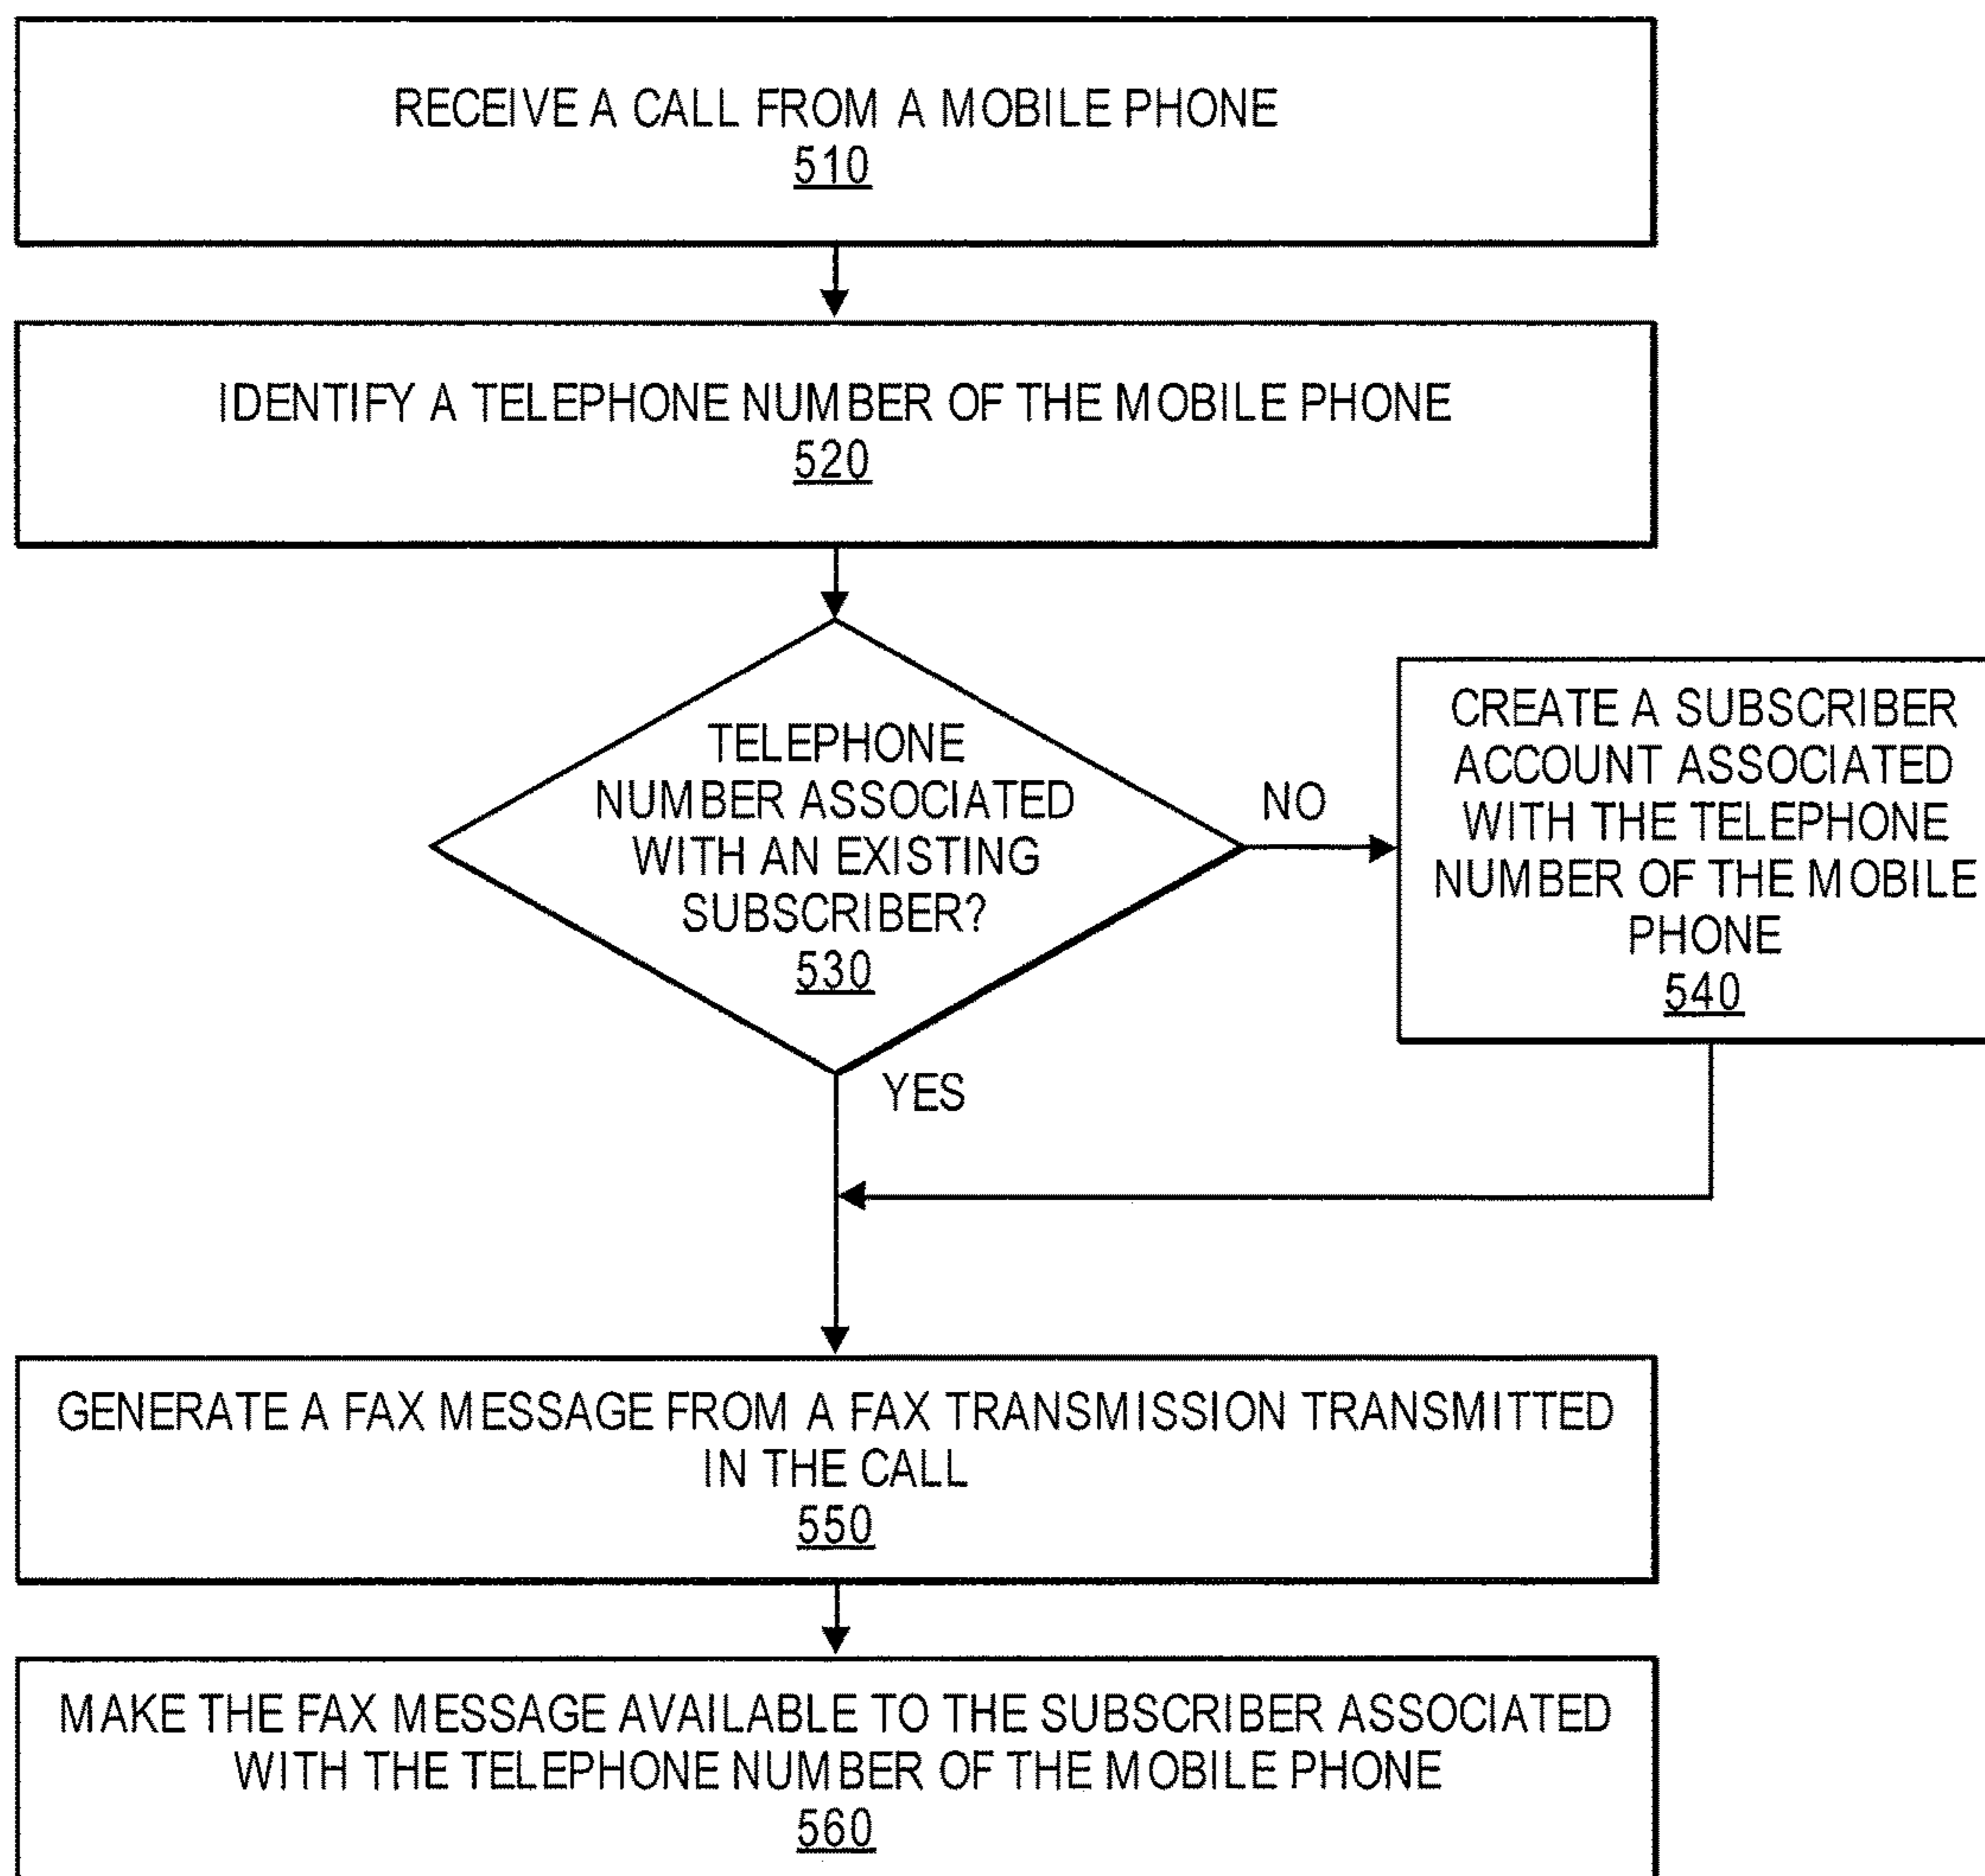 RECEIVE A CALL FROM A MOBILE PHONE
510
IDENTIFY A TELEPHONE NUMBER OF THE MOBILE PHONE
520
TELEPHONE
NUMBER ASSOCIATED
WITH AN EXISTING
SUBSCRIBER?
530
NO
CREATE A SUBSCRIBER
ACCOUNT ASSOCIATED
WITH THE TELEPHONE
NUMBER OF THE MOBILE
PHONE
540
YES
GENERATE A FAX MESSAGE FROM A FAX TRANSMISSION TRANSMITTED
IN THE CALL
550
MAKE THE FAX MESSAGE AVAILABLE TO THE SUBSCRIBER ASSOCIATED
WITH THE TELEPHONE NUMBER OF THE MOBILE PHONE
560